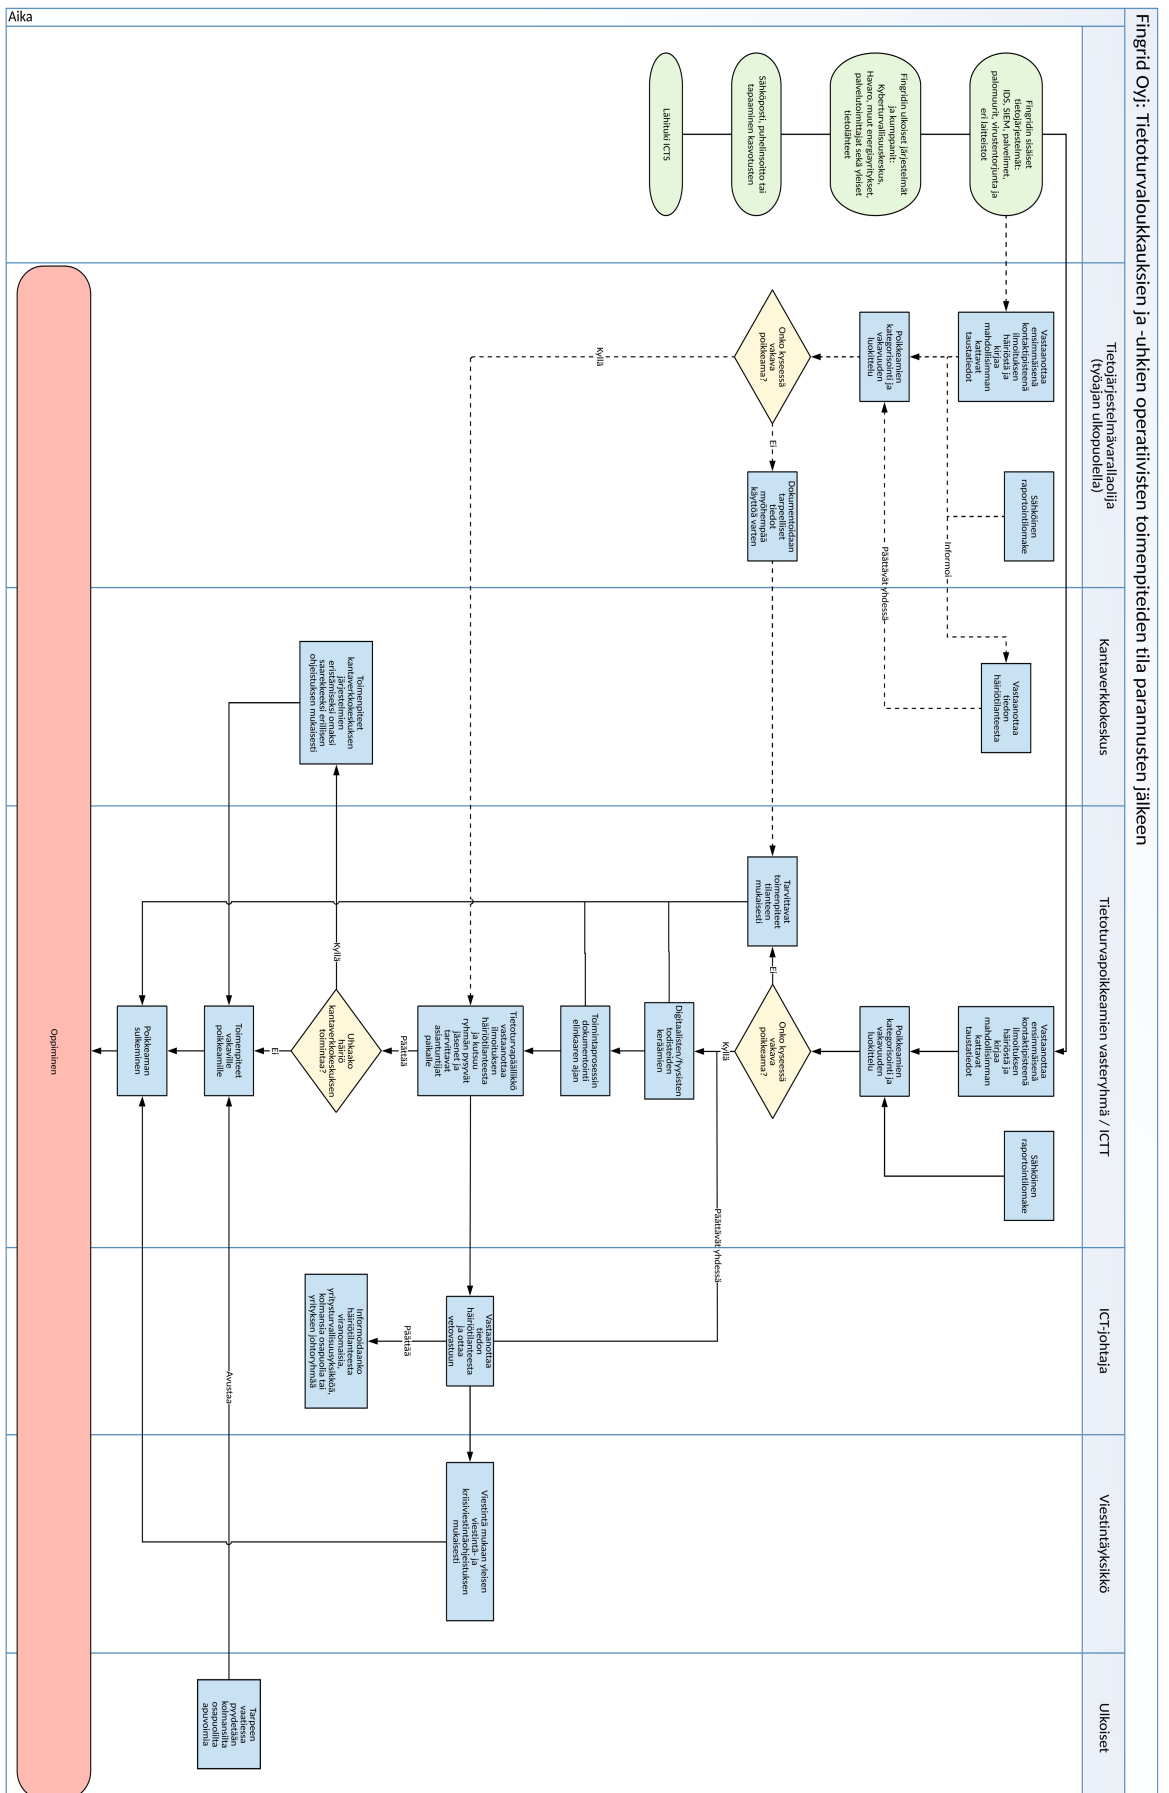 Fingrid Oyj: Tietoturvaloukkauksien ja -uhkien operatiivisten toimenpiteiden tila parannusten jälkeen
Aika
Tietojärjestelmävarallaolija
(työajan ulkopuolella)
Kantaverkkokeskus
Tietoturvapoikkeamien vasteryhmä / ICTT
ICT-johtaja
Viestintäyksikkö
Ulkoiset
Fingridin sisäiset
tietojärjestelmät:
IDS, SIEM, palvelimet,
palomuurit, virustentorjunta ja
eri laitteistot
Fingridin ulkoiset järjestelmät
ja kumppanit:
Kyberturvallisuuskeskus,
Havaro, muut energiayritykset,
palvelutoimittajat sekä yleiset
tietolähteet
Sähköposti, puhelinsoitto tai
tapaaminen kasvotusten
Lähituki ICTS
Vastaanottaa
ensimmäisenä
kontaktipisteenä
ilmoituksen
häiriöstä ja
kirjaa
mahdollisimman
kattavat
taustatiedot
Sähköinen
raportointilomake
Informoi
Poikkeamien
kategorisointi ja
vakavuuden
luokittelu
Päättävät yhdessä
Onko kyseessä
vakava
poikkeama?
Ei
Kyllä
Dokumentoidaan
tarpeelliset
tiedot
myöhempää
käyttöä varten
Vastaanottaa
tiedon
häiriötilanteesta
Toimenpiteet
kantaverkkokeskuksen
järjestelmien
eristämiseksi omaksi
saarekkeeksi erillisen
ohjeistuksen mukaisesti
Vastaanottaa
ensimmäisenä
kontaktipisteenä
ilmoituksen
häiriöstä ja
kirjaa
mahdollisimman
kattavat
taustatiedot
Sähköinen
raportointilomake
Poikkeamien
kategorisointi ja
vakavuuden
luokittelu
Onko kyseessä
vakava
poikkeama?
Ei
Kyllä
Tarvittavat
toimenpiteet
tilanteen
mukaisesti
Päättävät yhdessä
Digitaalisten/fyysisten
todisteiden
keräämien
Toimintaprosessin
dokumentointi
elinkaaren ajan
Tietoturvapäällikkö
vastaanottaa
ilmoituksen
häiriötilanteesta
ja kutsuu
ryhmän pysyvät
jäsenet ja
tarvittavat
asiantuntijat
paikalle
Päättää
Uhkaako
häiriö
kantaverkkokeskuksen
toimintaa?
Kyllä
Ei
Toimenpiteet
vakaville
poikkeamille
Poikkeaman
sulkeminen
Vastaanottaa
tiedon
häiriötilanteesta
ja ottaa
vetovastuun
Päättää
Informoidaanko
häiriötilanteesta
viranomaisia,
yritysturvallisuusyksikköä,
kolmansia osapuolia tai
yrityksen johtoryhmää
Viestintä mukaan yleisen
viestintä- ja
kriisiviestintäohjeistuksen
mukaisesti
Avustaa
Tarpeen
vaatiessa
pyydetään
kolmansilta
osapuolilta
apuvoimia
Oppiminen